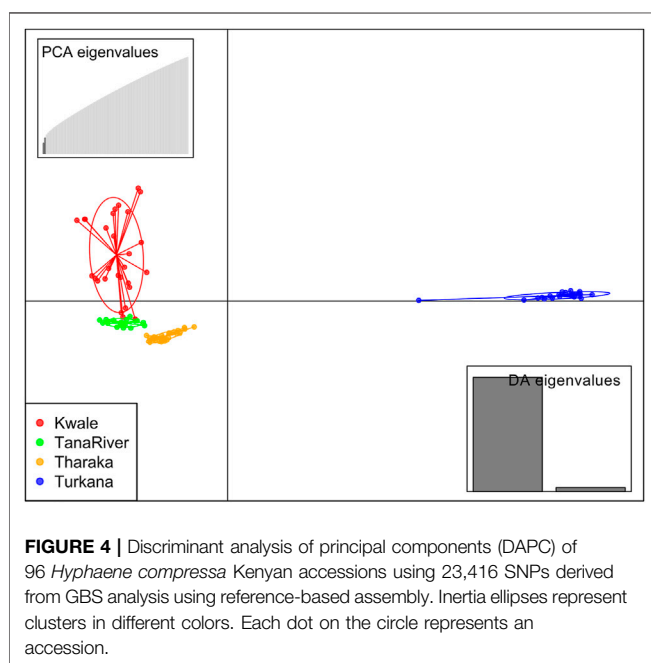 PCA eigenvalues
DA eigenvalues
Kwale
TanaRiver
Tharaka
Turkana
FIGURE 4 | Discriminant analysis of principal components (DAPC) of
96 Hyphaene compressa Kenyan accessions using 23,416 SNPs derived
from GBS analysis using reference-based assembly. Inertia ellipses represent
clusters in different colors. Each dot on the circle represents an
accession.